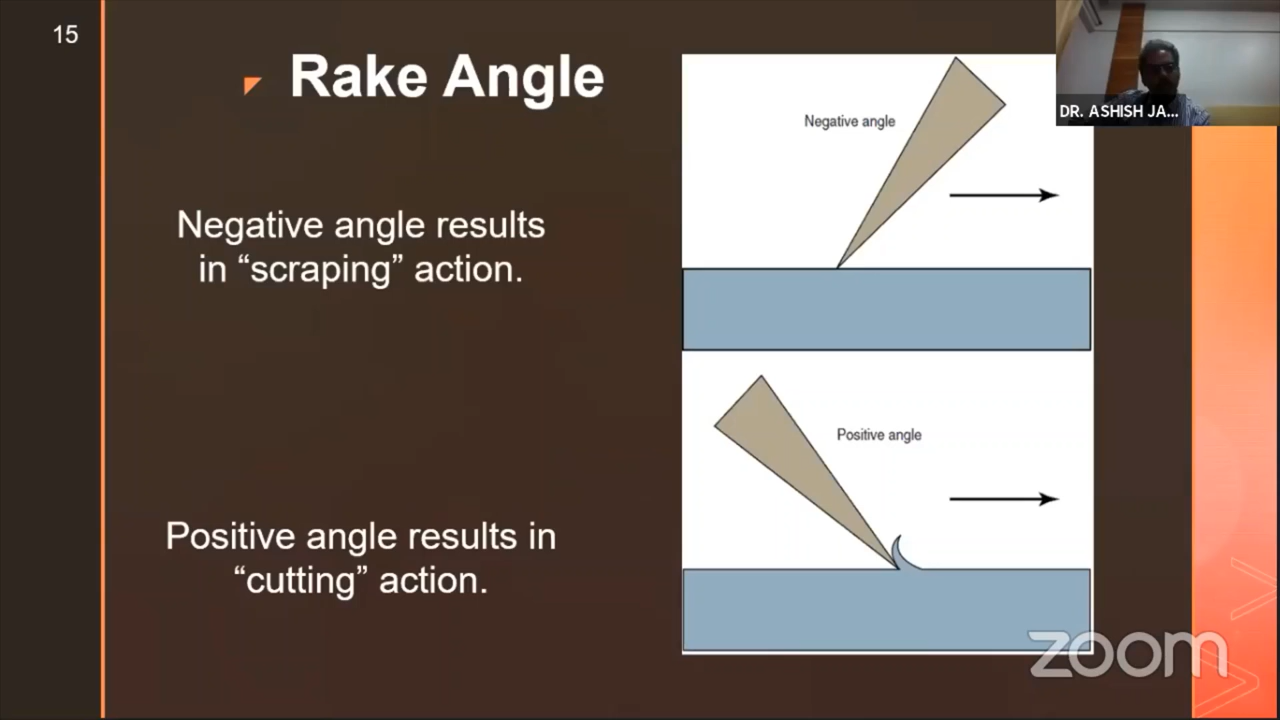 15
Rake Angle
Negative angle results
in “scraping” action.
Positive angle results in
“cutting” action.
Negative angle
Positive angle
DR. ASHISH JA...
zoom